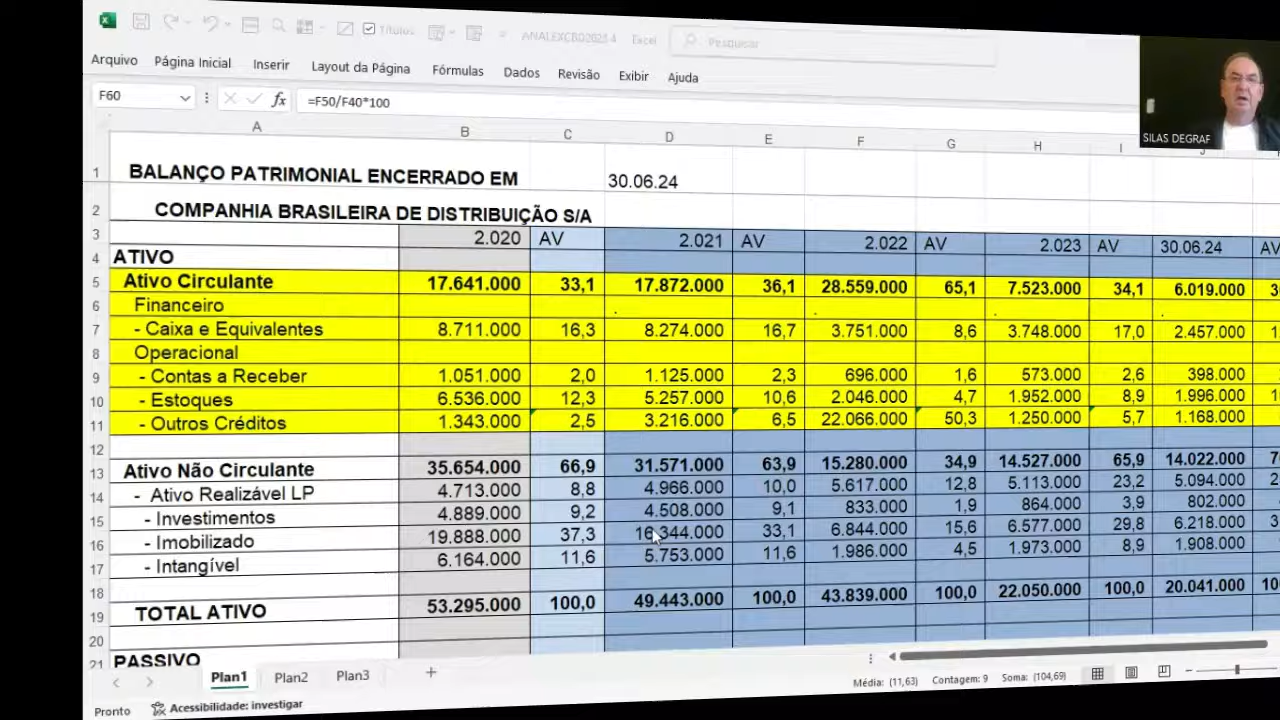 Títulos ANALEXCBD2023 4 Excel Pesquisar
Arquivo Página Inicial Inserir Layout da Página Fórmulas Dados Revisão Exibir Ajuda
F60 fx =F50/F40*100
SILAS DEGRAF
A B C D E F G H I J
1 BALANÇO PATRIMONIAL ENCERRADO EM 30.06.24
2 COMPANHIA BRASILEIRA DE DISTRIBUIÇÃO S/A
3 2.020 AV 2.021 AV 2.022 AV 2.023 AV 30.06.24 AV
4 ATIVO
5 Ativo Circulante 17.641.000 33,1 17.872.000 36,1 28.559.000 65,1 7.523.000 34,1 6.019.000
6 Financeiro
7 - Caixa e Equivalentes 8.711.000 16,3 8.274.000 16,7 3.751.000 8,6 3.748.000 17,0 2.457.000
8 Operacional
9 - Contas a Receber 1.051.000 2,0 1.125.000 2,3 696.000 1,6 573.000 2,6 398.000
10 - Estoques 6.536.000 12,3 5.257.000 10,6 2.046.000 4,7 1.952.000 8,9 1.996.000
11 - Outros Créditos 1.343.000 2,5 3.216.000 6,5 22.066.000 50,3 1.250.000 5,7 1.168.000
12
13 Ativo Não Circulante 35.654.000 66,9 31.571.000 63,9 15.280.000 34,9 14.527.000 65,9 14.022.000
14 - Ativo Realizável LP 4.713.000 8,8 4.966.000 10,0 5.617.000 12,8 5.113.000 23,2 5.094.000
15 - Investimentos 4.889.000 9,2 4.508.000 9,1 833.000 1,9 864.000 3,9 802.000
16 - Imobilizado 19.888.000 37,3 16.344.000 33,1 6.844.000 15,6 6.577.000 29,8 6.218.000
17 - Intangível 6.164.000 11,6 5.753.000 11,6 1.986.000 4,5 1.973.000 8,9 1.908.000
18
19 TOTAL ATIVO 53.295.000 100,0 49.443.000 100,0 43.839.000 100,0 22.050.000 100,0 20.041.000
20
21 PASSIVO
Plan1 Plan2 Plan3
Média: (11,63) Contagem: 9 Soma: (104,69)
Pronto Acessibilidade: investigar